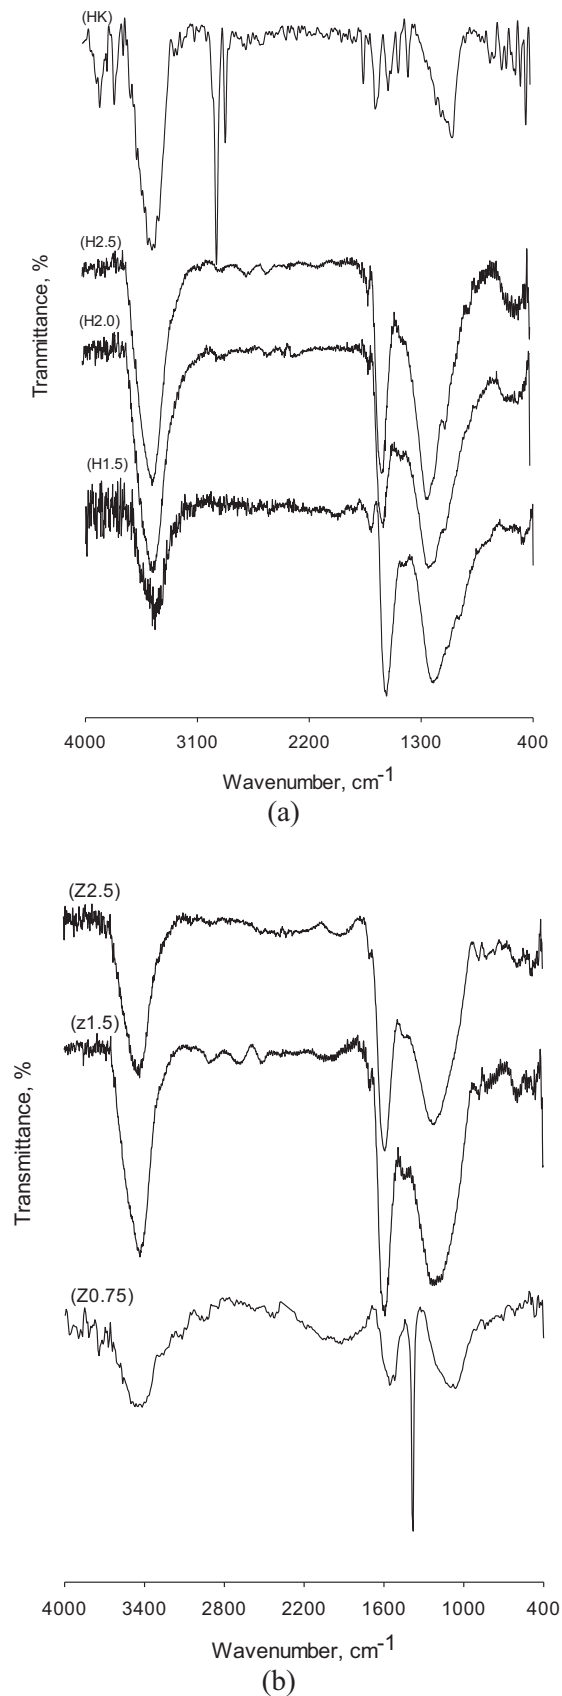 (HK)
(H2.5)
(H2.0)
(H1.5)
Tranmittance, %
4000 3100 2200 1300 400
Wavenumber, cm-1
(a)
(Z2.5)
(z1.5)
(Z0.75)
Transmittance, %
4000 3400 2800 2200 1600 1000 400
Wavenumber, cm-1
(b)